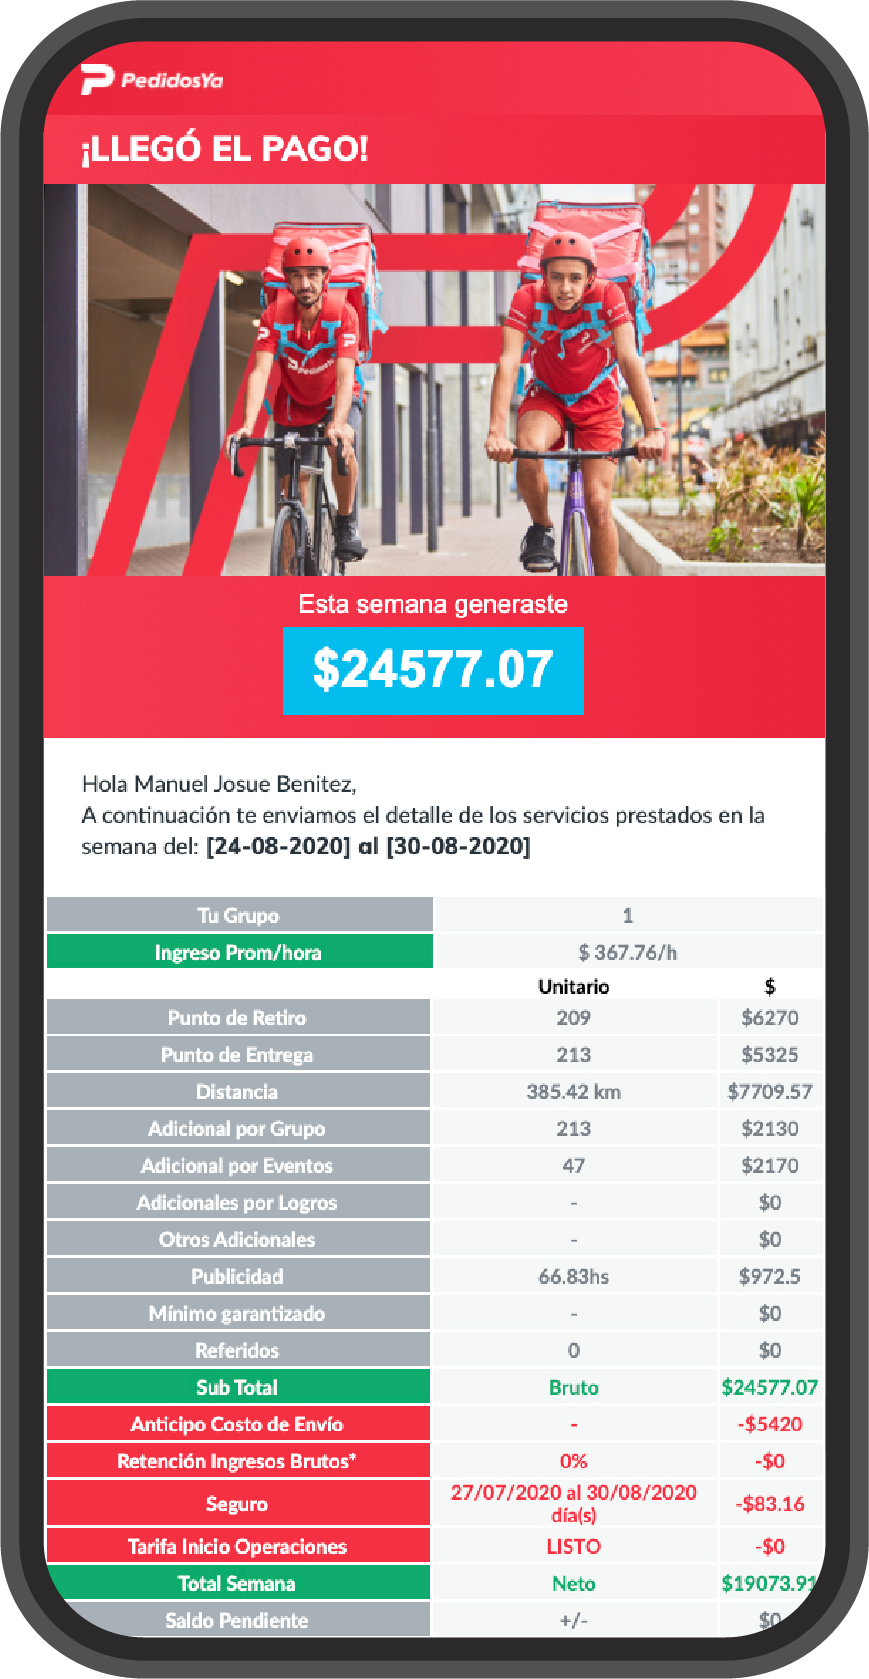 PedidosYa
¡LLEGÓ EL PAGO!
PedidosYa
Esta semana generaste
$24577.07
Hola Manuel Josue Benitez,
A continuación te enviamos el detalle de los servicios prestados en la
semana del: [24-08-2020] al [30-08-2020]
Tu Grupo 1
Ingreso Prom/hora $ 367.76/h
Unitario $
Punto de Retiro 209 $6270
Punto de Entrega 213 $5325
Distancia 385.42 km $7709.57
Adicional por Grupo 213 $2130
Adicional por Eventos 47 $2170
Adicionales por Logros - $0
Otros Adicionales - $0
Publicidad 66.83hs $972.5
Mínimo garantizado - $0
Referidos 0 $0
Sub Total Bruto $24577.07
Anticipo Costo de Envío - -$5420
Retención Ingresos Brutos* 0% -$0
Seguro 27/07/2020 al 30/08/2020 -$83.16
día(s)
Tarifa Inicio Operaciones LISTO -$0
Total Semana Neto $19073.91
Saldo Pendiente +/- $0